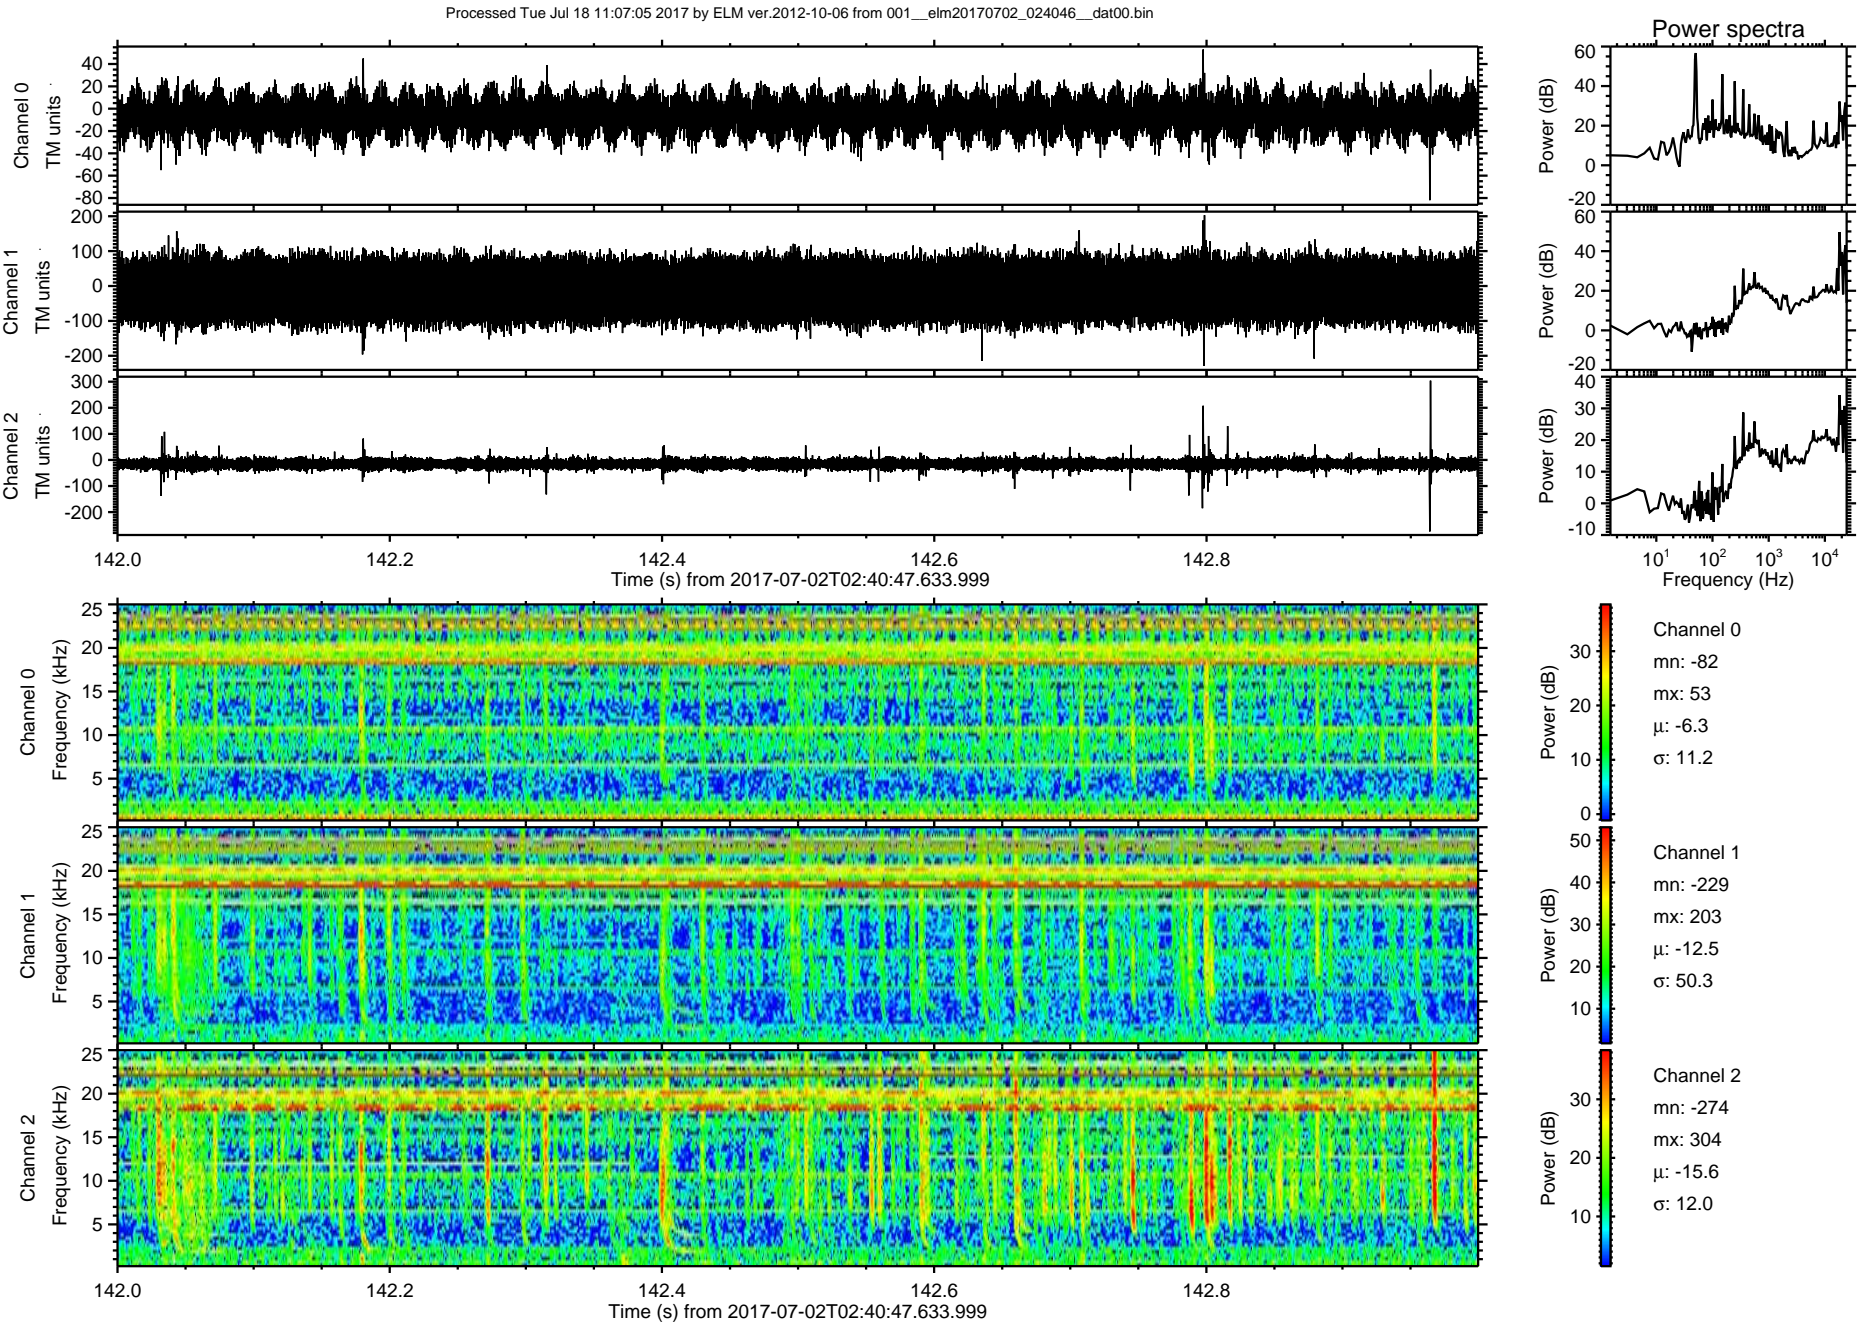 Processed Tue Jul 18 11:07:05 2017 by ELM ver.2012-10-06 from 001__elm20170702_024046__dat00.bin
Power spectra
Channel 0
TM units
40
20
0
-20
-40
-60
-80
Power (dB)
60
40
20
0
-20
Channel 1
TM units
200
100
0
-100
-200
Power (dB)
60
40
20
0
-20
Channel 2
TM units
300
200
100
0
-100
-200
Power (dB)
40
30
20
10
0
-10
142.0 142.2 142.4 142.6 142.8
Time (s) from 2017-07-02T02:40:47.633.999
10^1 10^2 10^3 10^4
Frequency (Hz)
Channel 0
Frequency (kHz)
25
20
15
10
5
Power (dB)
30
20
10
0
Channel 0
mn: -82
mx: 53
μ: -6.3
σ: 11.2
Channel 1
Frequency (kHz)
25
20
15
10
5
Power (dB)
50
40
30
20
10
Channel 1
mn: -229
mx: 203
μ: -12.5
σ: 50.3
Channel 2
Frequency (kHz)
25
20
15
10
5
Power (dB)
30
20
10
Channel 2
mn: -274
mx: 304
μ: -15.6
σ: 12.0
142.0 142.2 142.4 142.6 142.8
Time (s) from 2017-07-02T02:40:47.633.999